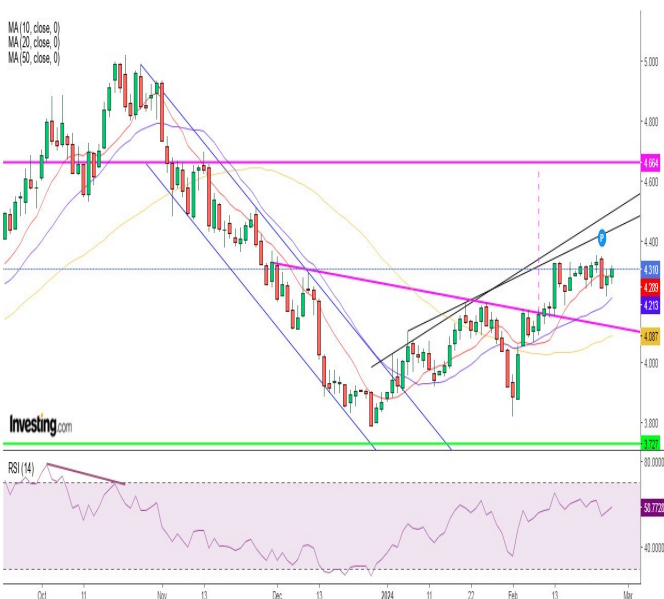 MA (10, close, 0)
MA (20, close, 0)
MA (50, close, 0)
5.000
4.800
4.664
4.600
4.400
4.310
4.289
4.213
4.087
4.000
3.800
3.727
Investing.com
RSI (14)
80.0000
40.0000
Oct
11
Nov
13
Dec
13
2024
11
22
Feb
13
Mar